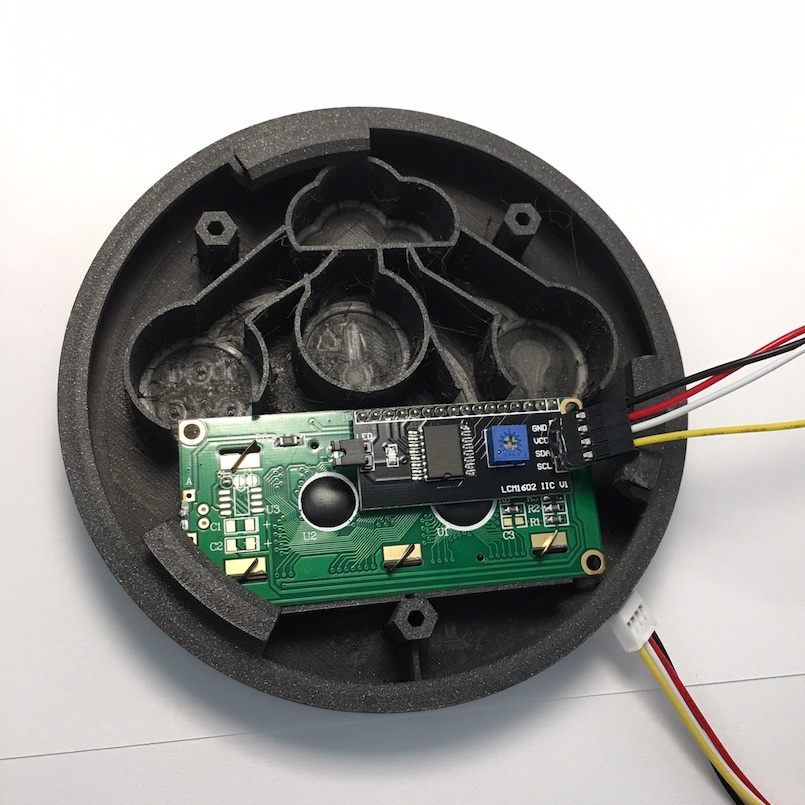 LED
GND
VCC
SDA
SCL
LCM1602 IIC V1
A
U3
C1
+
C2
+
U2
U1
C3
R2
R1